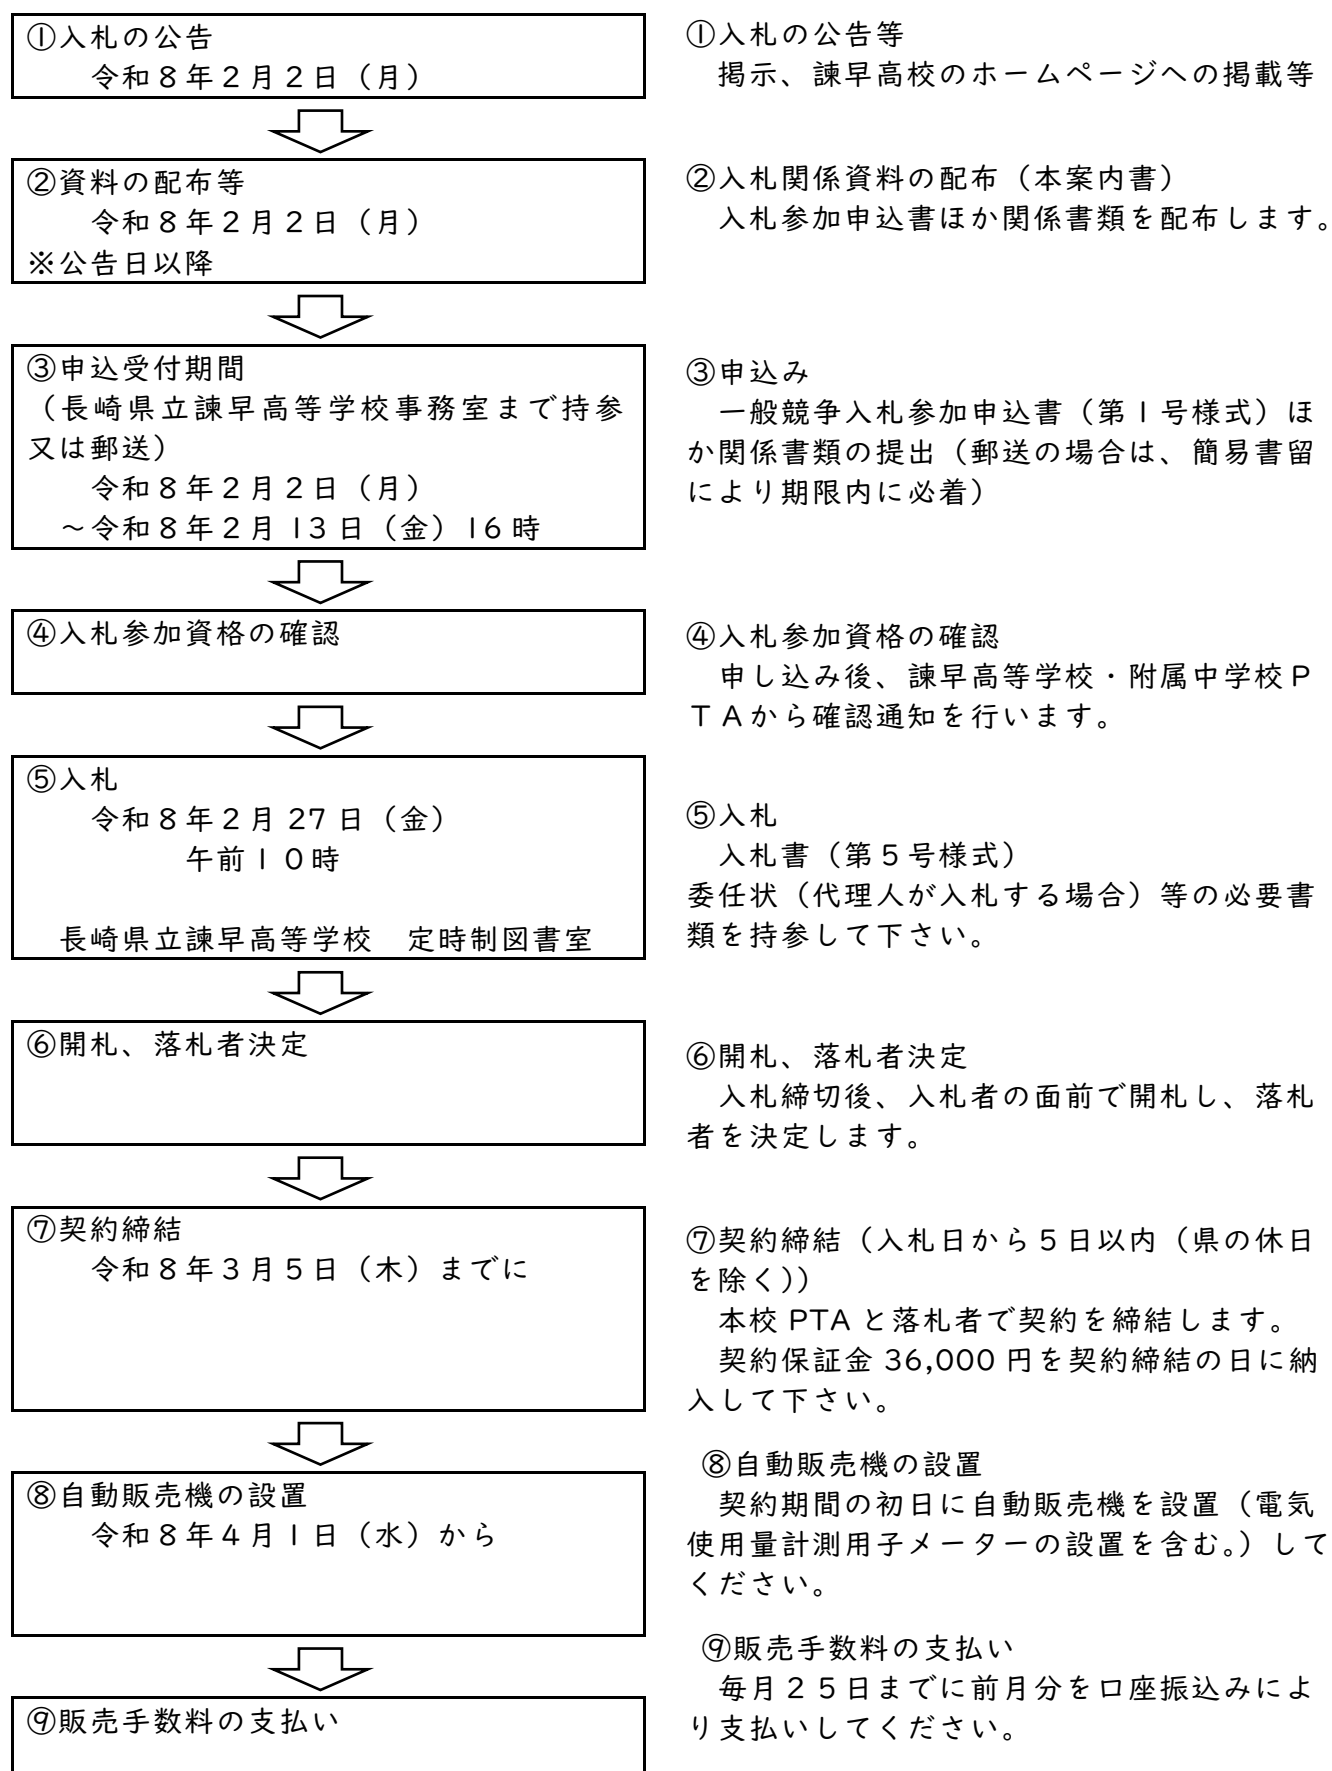 ①入札の公告
令和８年２月２日（月）
①入札の公告等
掲示、諫早高校のホームページへの掲載等
②資料の配布等
令和８年２月２日（月）
※公告日以降
②入札関係資料の配布（本案内書）
入札参加申込書ほか関係書類を配布します。
③申込受付期間
（長崎県立諫早高等学校事務室まで持参
又は郵送）
令和８年２月２日（月）
～令和８年２月13日（金）16時
③申込み
一般競争入札参加申込書（第１号様式）ほ
か関係書類の提出（郵送の場合は、簡易書留
により期限内に必着）
④入札参加資格の確認
④入札参加資格の確認
申し込み後、諫早高等学校・附属中学校Ｐ
ＴＡから確認通知を行います。
⑤入札
令和８年２月27日（金）
午前１０時
長崎県立諫早高等学校　定時制図書室
⑤入札
入札書（第５号様式）
委任状（代理人が入札する場合）等の必要書
類を持参して下さい。
⑥開札、落札者決定
⑥開札、落札者決定
入札締切後、入札者の面前で開札し、落札
者を決定します。
⑦契約締結
令和８年３月５日（木）までに
⑦契約締結（入札日から５日以内（県の休日
を除く））
本校PTAと落札者で契約を締結します。
契約保証金36,000円を契約締結の日に納
入して下さい。
⑧自動販売機の設置
令和８年４月１日（水）から
⑧自動販売機の設置
契約期間の初日に自動販売機を設置（電気
使用量計測用子メーターの設置を含む。）して
ください。
⑨販売手数料の支払い
⑨販売手数料の支払い
毎月２５日までに前月分を口座振込みによ
り支払いしてください。